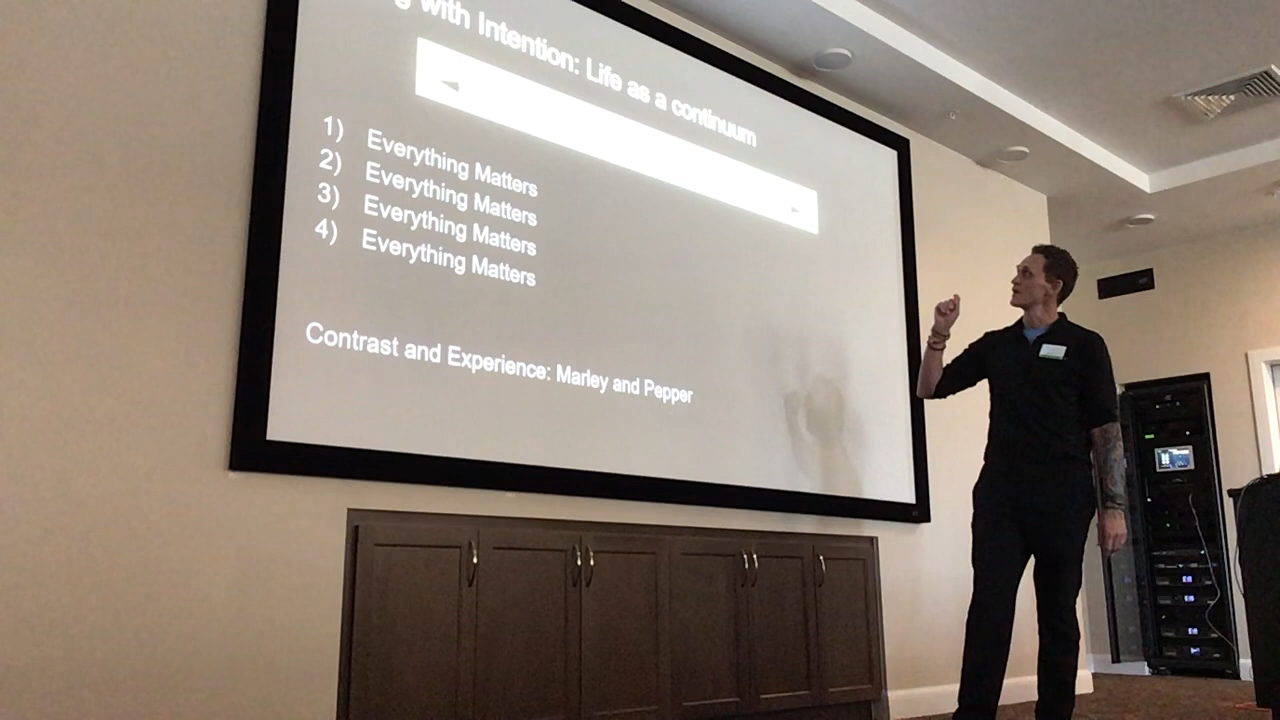 with Intention: Life as a continuum
1) Everything Matters
2) Everything Matters
3) Everything Matters
4) Everything Matters
Contrast and Experience: Marley and Pepper